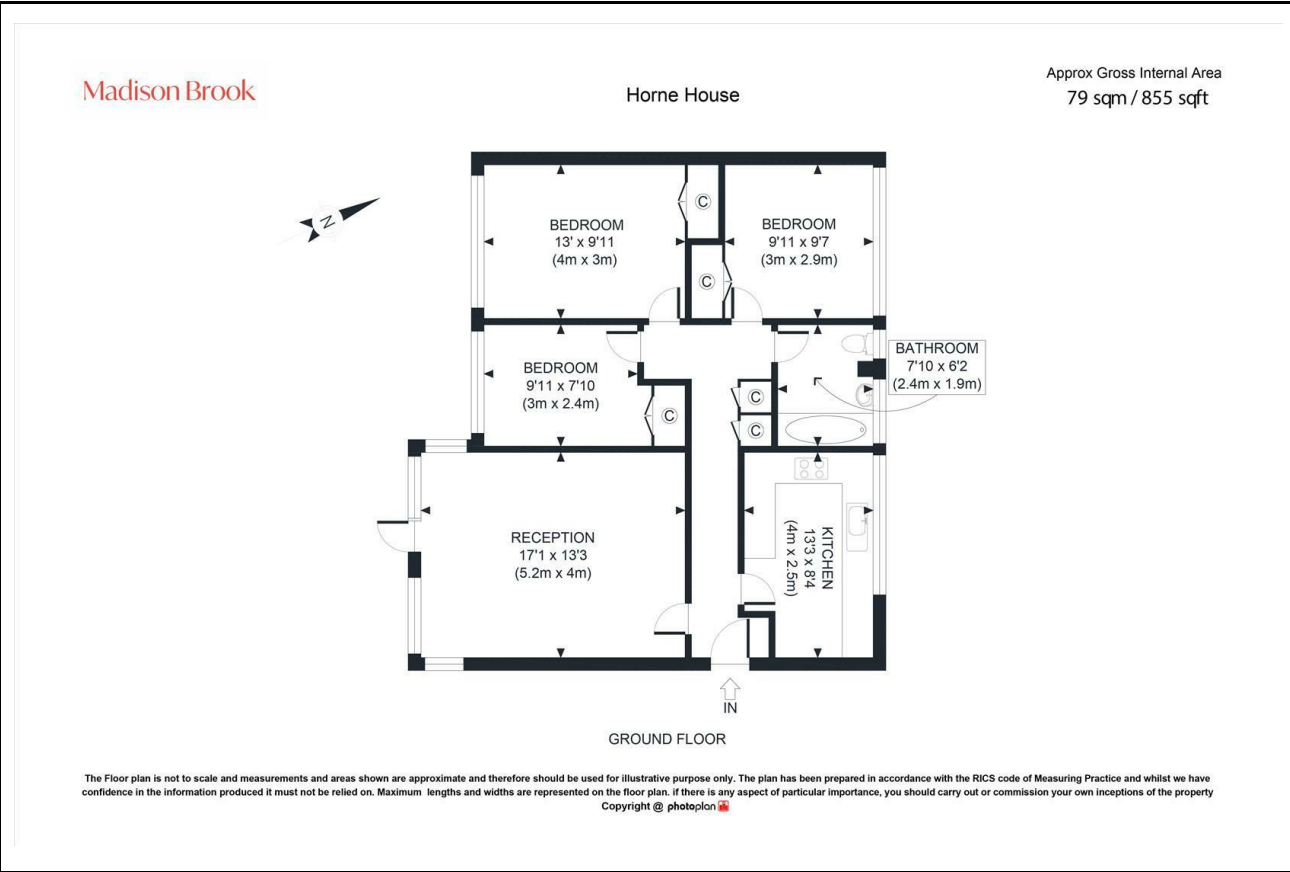 Madison Brook
Horne House
Approx Gross Internal Area
79 sqm / 855 sqft
N
BEDROOM
13' x 9'11
(4m x 3m)
C
BEDROOM
9'11 x 9'7
(3m x 2.9m)
C
BEDROOM
9'11 x 7'10
(3m x 2.4m)
C
C
C
BATHROOM
7'10 x 6'2
(2.4m x 1.9m)
RECEPTION
17'1 x 13'3
(5.2m x 4m)
KITCHEN
13'3 x 8'4
(4m x 2.5m)
IN
GROUND FLOOR
The Floor plan is not to scale and measurements and areas shown are approximate and therefore should be used for illustrative purpose only. The plan has been prepared in accordance with the RICS code of Measuring Practice and whilst we have
confidence in the information produced it must not be relied on. Maximum lengths and widths are represented on the floor plan. if there is any aspect of particular importance, you should carry out or commission your own inceptions of the property
Copyright @ photoplan